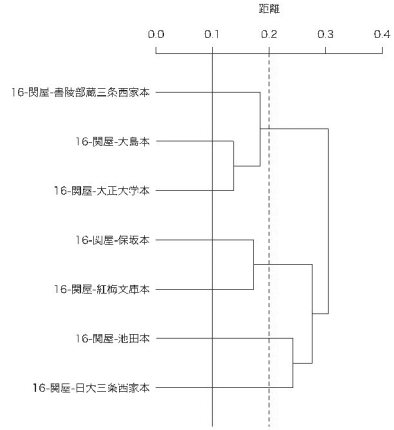 距離
0.0 0.1 0.2 0.3 0.4
16-関屋-書陵部蔵三条西家本
16-関屋-大島本
16-関屋-大正大学本
16-関屋-保坂本
16-関屋-紅梅文庫本
16-関屋-池田本
16-関屋-日大三条西家本